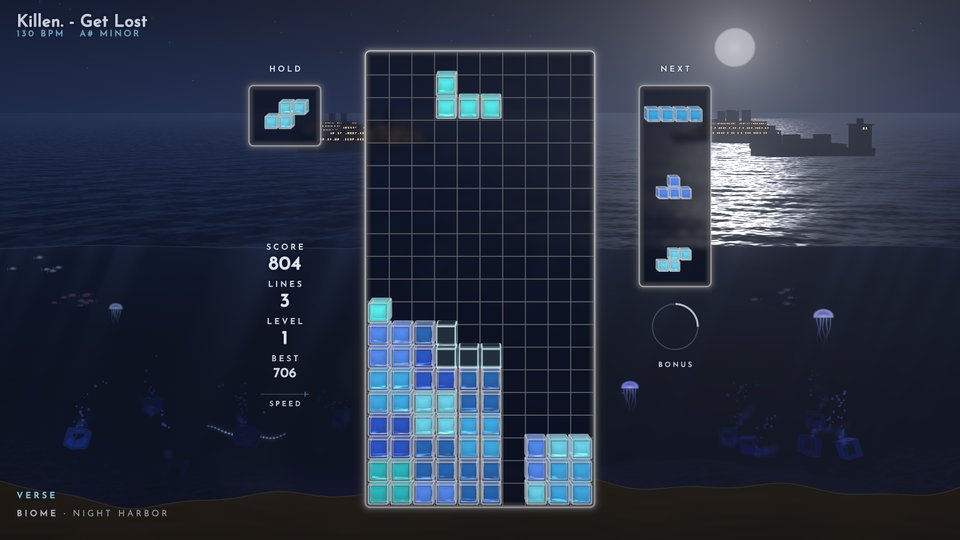 Killen. - Get Lost
130 BPM A# MINOR
HOLD
NEXT
SCORE
804
LINES
3
LEVEL
1
BEST
706
SPEED
BONUS
VERSE
BIOME · NIGHT HARBOR